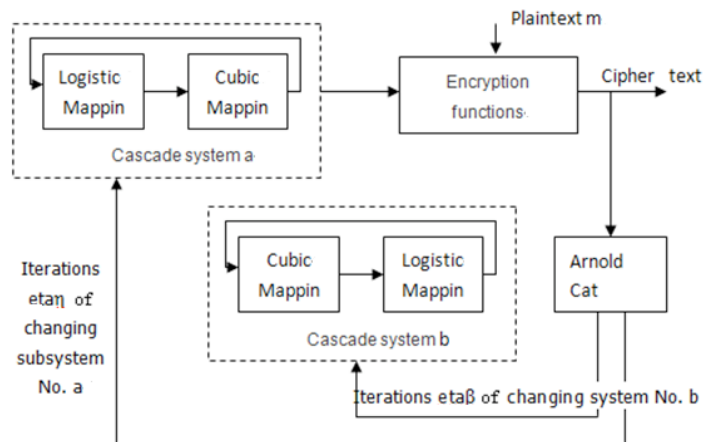 Plaintext m
Logistic
Mappin
Cubic
Mappin
Encryption
functions.
Cipher text
Cascade system a
Cubic
Mappin
Logistic
Mappin
Arnold
Cat
Cascade system b
Iterations
etaη of
changing
subsystem
No. a
Iterations etaβ of changing system No. b